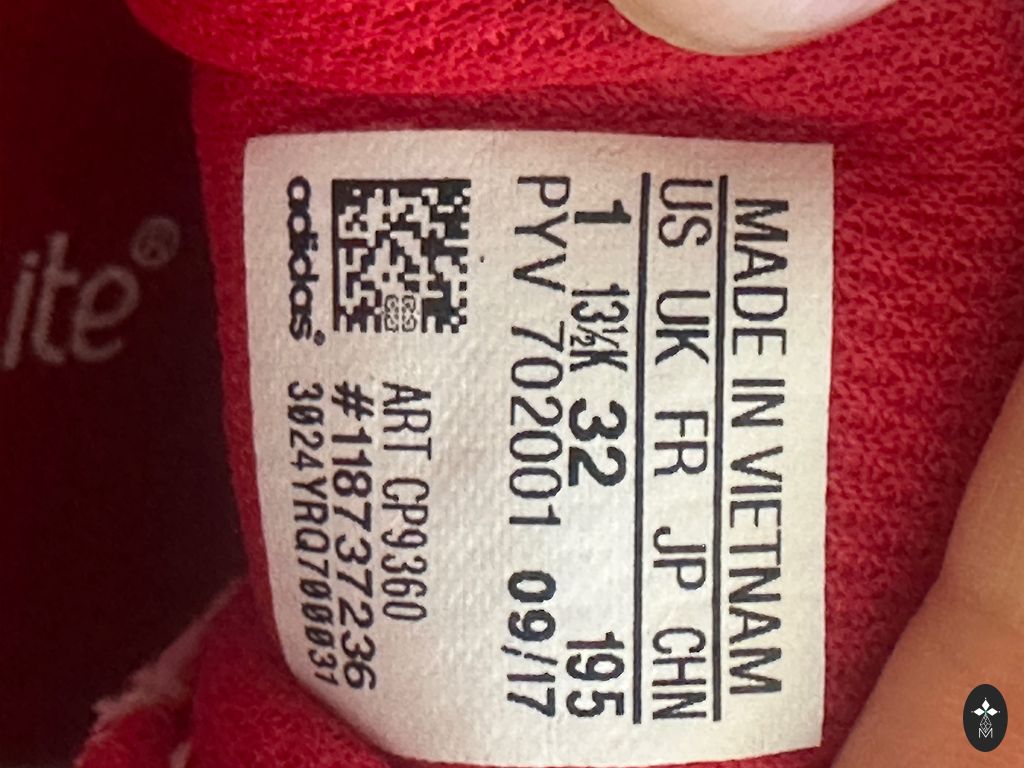 MADE IN VIETNAM
US UK FR JP CHN
1 13½K 32 195
PYV 702001 09/17
ART CP9360
#118737236
3024YRQ700031
adidas®
ite®
M